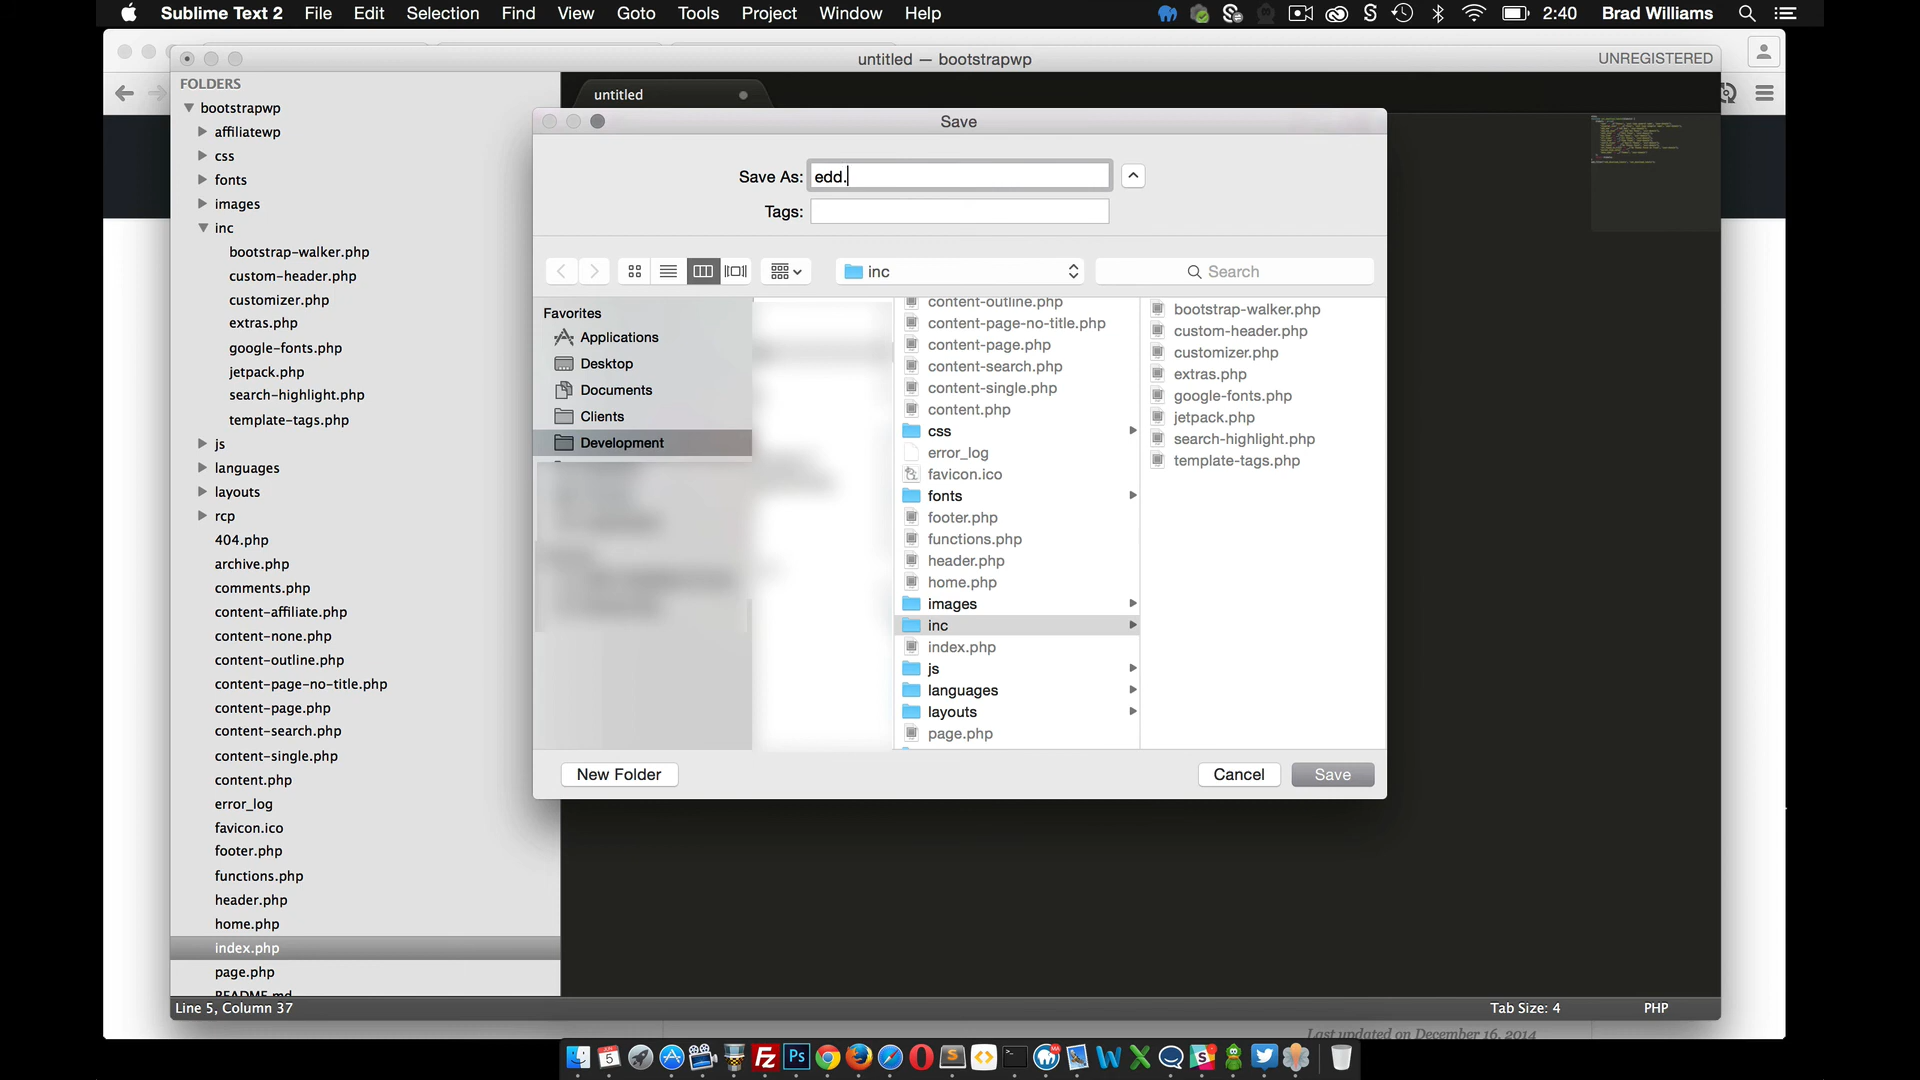 Sublime Text 2 File Edit Selection Find View Goto Tools Project Window Help 2:40 Brad Williams
untitled — bootstrapwp UNREGISTERED
FOLDERS
bootstrapwp
affiliatewp
css
fonts
images
inc
bootstrap-walker.php
custom-header.php
customizer.php
extras.php
google-fonts.php
jetpack.php
search-highlight.php
template-tags.php
js
languages
layouts
rcp
404.php
archive.php
comments.php
content-affiliate.php
content-none.php
content-outline.php
content-page-no-title.php
content-page.php
content-search.php
content-single.php
content.php
error_log
favicon.ico
footer.php
functions.php
header.php
home.php
index.php
page.php
README.md
untitled
Save
Save As: edd.
Tags:
inc
Search
Favorites
Applications
Desktop
Documents
Clients
Development
content-outline.php
content-page-no-title.php
content-page.php
content-search.php
content-single.php
content.php
css
error_log
favicon.ico
fonts
footer.php
functions.php
header.php
home.php
images
inc
index.php
js
languages
layouts
page.php
bootstrap-walker.php
custom-header.php
customizer.php
extras.php
google-fonts.php
jetpack.php
search-highlight.php
template-tags.php
New Folder Cancel Save
Line 5, Column 37 Tab Size: 4 PHP
Last updated on December 16, 2014